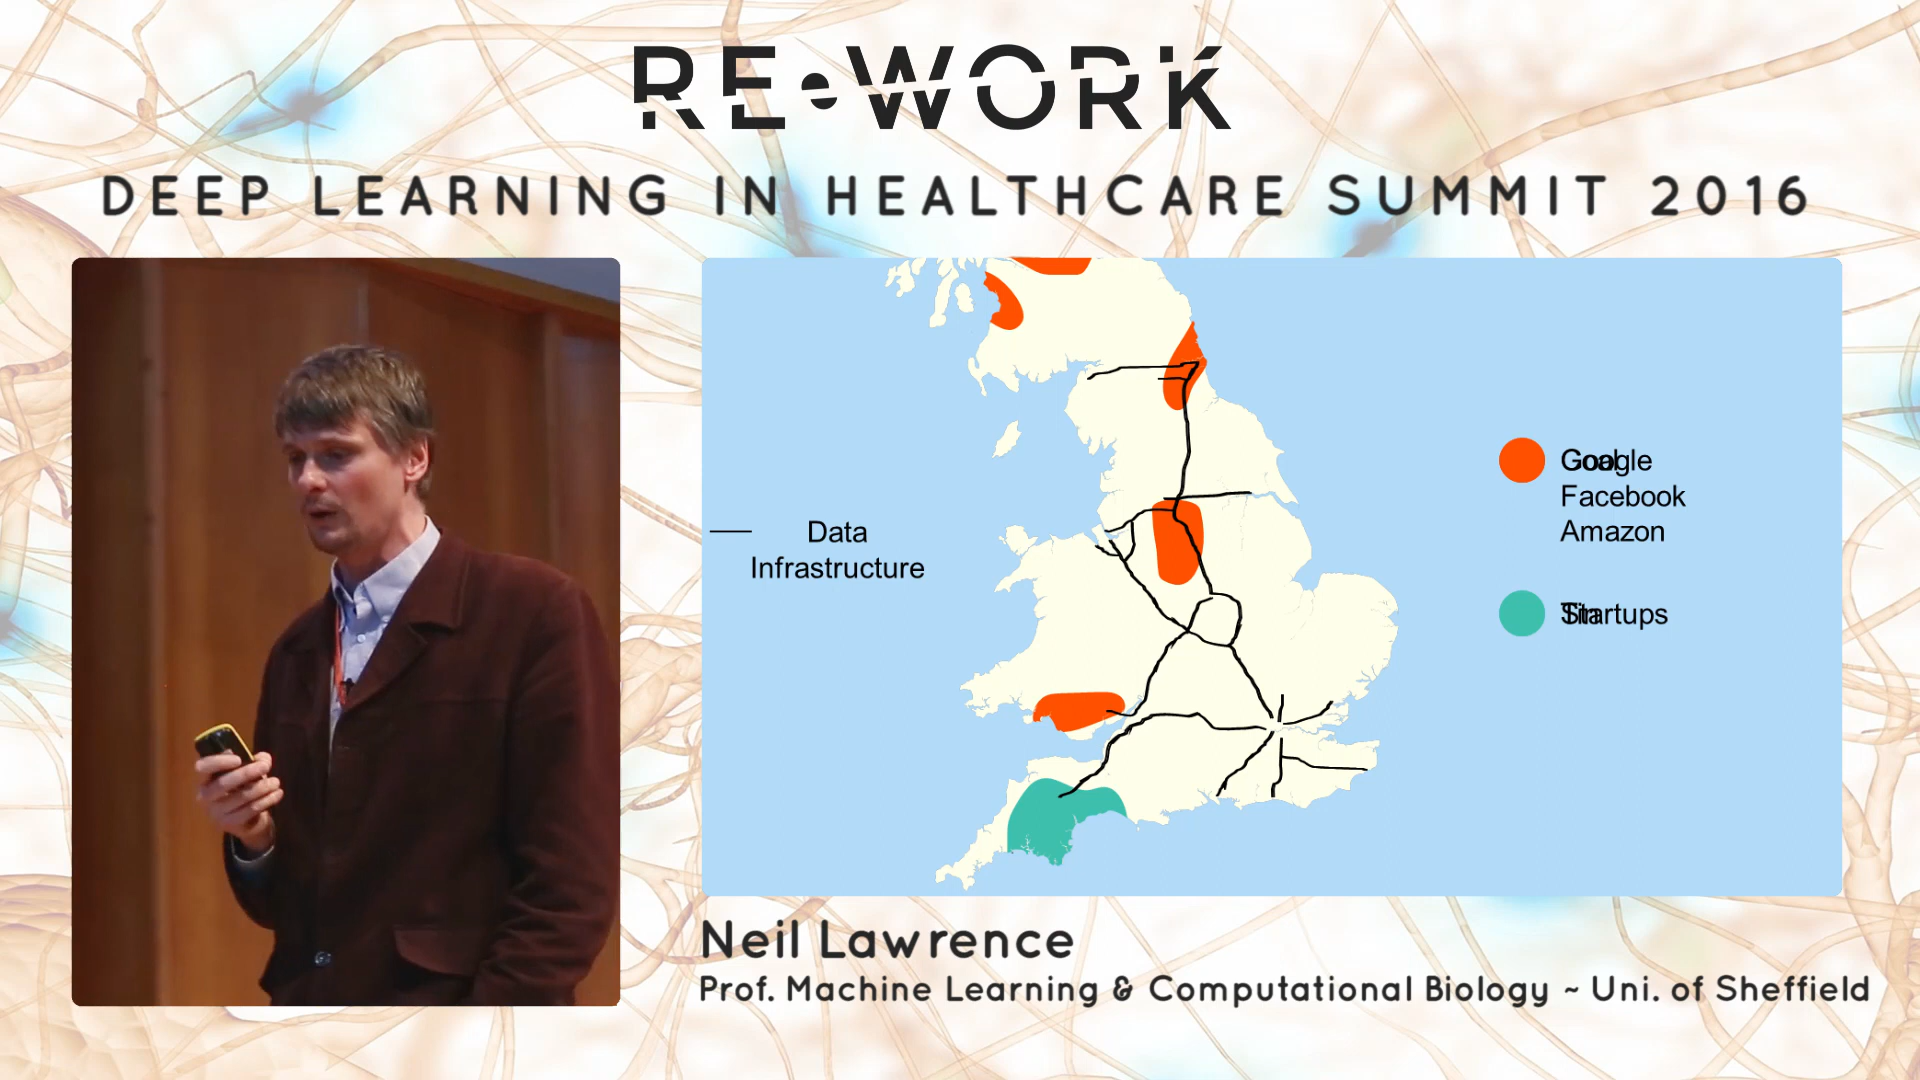 RE•WORK
DEEP LEARNING IN HEALTHCARE SUMMIT 2016
Data
Infrastructure
Google
Facebook
Amazon
Startups
Neil Lawrence
Prof. Machine Learning & Computational Biology ~ Uni. of Sheffield